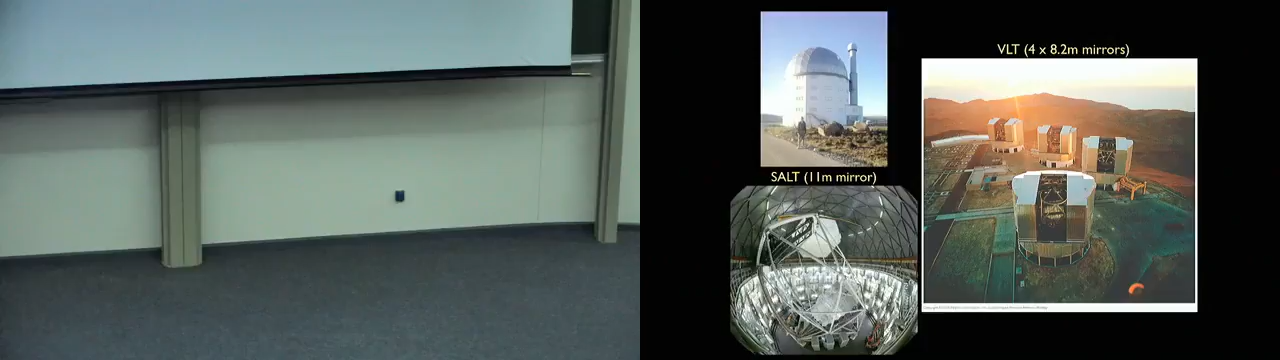 VLT (4 x 8.2m mirrors)
SALT (11m mirror)